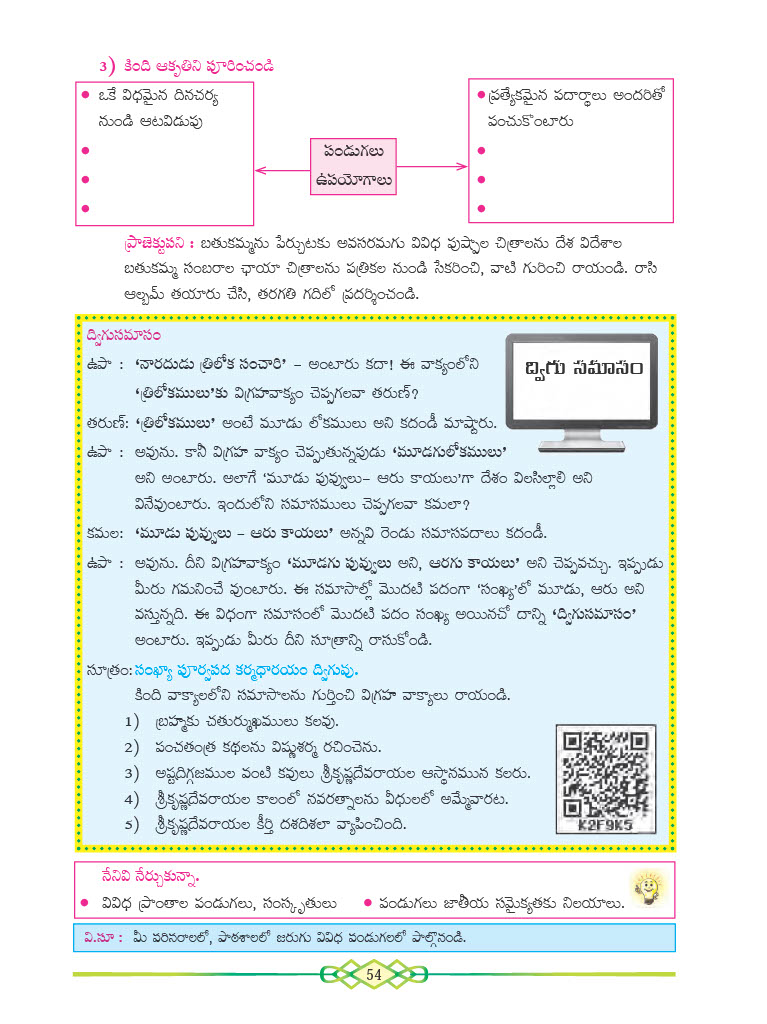 3) కింది ఆకృతిని పూరించండి
• ఒకే విధమైన దినచర్య
నుండి ఆటవిడుపు
•
•
•
పండుగలు
ఉపయోగాలు
• ప్రత్యేకమైన పదార్థాలు అందరితో
పంచుకొంటారు
•
•
•
ప్రాజెక్టుపని : బతుకమ్మను పేర్చుటకు అవసరమగు వివిధ పుష్పాల చిత్రాలను దేశ విదేశాల
బతుకమ్మ సంబరాల ఛాయా చిత్రాలను పత్రికల నుండి సేకరించి, వాటి గురించి రాయండి. రాసి
ఆల్బమ్ తయారు చేసి, తరగతి గదిలో ప్రదర్శించండి.
ద్విగుసమాసం
ద్విగు సమాసం
ఉపా : 'నారదుడు త్రిలోక సంచారి' – అంటారు కదా! ఈ వాక్యంలోని
'త్రిలోకములు'కు విగ్రహవాక్యం చెప్పగలవా తరుణ్?
తరుణ్: 'త్రిలోకములు' అంటే మూడు లోకములు అని కదండీ మాష్టారు.
ఉపా : అవును. కానీ విగ్రహ వాక్యం చెప్పుతున్నపుడు 'మూడగులోకములు'
అని అంటారు. అలాగే 'మూడు పువ్వులు– ఆరు కాయలు'గా దేశం విలసిల్లాలి అని
వినేవుంటారు. ఇందులోని సమాసములు చెప్పగలవా కమలా?
కమల: 'మూడు పువ్వులు – ఆరు కాయలు' అన్నవి రెండు సమాసపదాలు కదండీ.
ఉపా : అవును. దీని విగ్రహవాక్యం 'మూడగు పువ్వులు అని, ఆరగు కాయలు' అని చెప్పవచ్చు. ఇప్పుడు
మీరు గమనించే వుంటారు. ఈ సమాసాల్లో మొదటి పదంగా 'సంఖ్య'లో మూడు, ఆరు అని
వస్తున్నది. ఈ విధంగా సమాసంలో మొదటి పదం సంఖ్య అయినచో దాన్ని 'ద్విగుసమాసం'
అంటారు. ఇప్పుడు మీరు దీని సూత్రాన్ని రాసుకోండి.
సూత్రం: సంఖ్యా పూర్వపద కర్మధారయం ద్విగువు.
కింది వాక్యాలలోని సమాసాలను గుర్తించి విగ్రహ వాక్యాలు రాయండి.
1) బ్రహ్మకు చతుర్ముఖములు కలవు.
2) పంచతంత్ర కథలను విష్ణుశర్మ రచించెను.
3) అష్టదిగ్గజముల వంటి కవులు శ్రీకృష్ణదేవరాయల ఆస్థానమున కలరు.
4) శ్రీకృష్ణదేవరాయల కాలంలో నవరత్నాలను వీధులలో అమ్మేవారట.
5) శ్రీకృష్ణదేవరాయల కీర్తి దశదిశలా వ్యాపించింది.
K2F9K5
నేనివి నేర్చుకున్నా.
• వివిధ ప్రాంతాల పండుగలు, సంస్కృతులు • పండుగలు జాతీయ సమైక్యతకు నిలయాలు.
వి.సూ : మీ పరిసరాలలో, పాఠశాలలో జరుగు వివిధ పండుగలలో పాల్గొనండి.
54